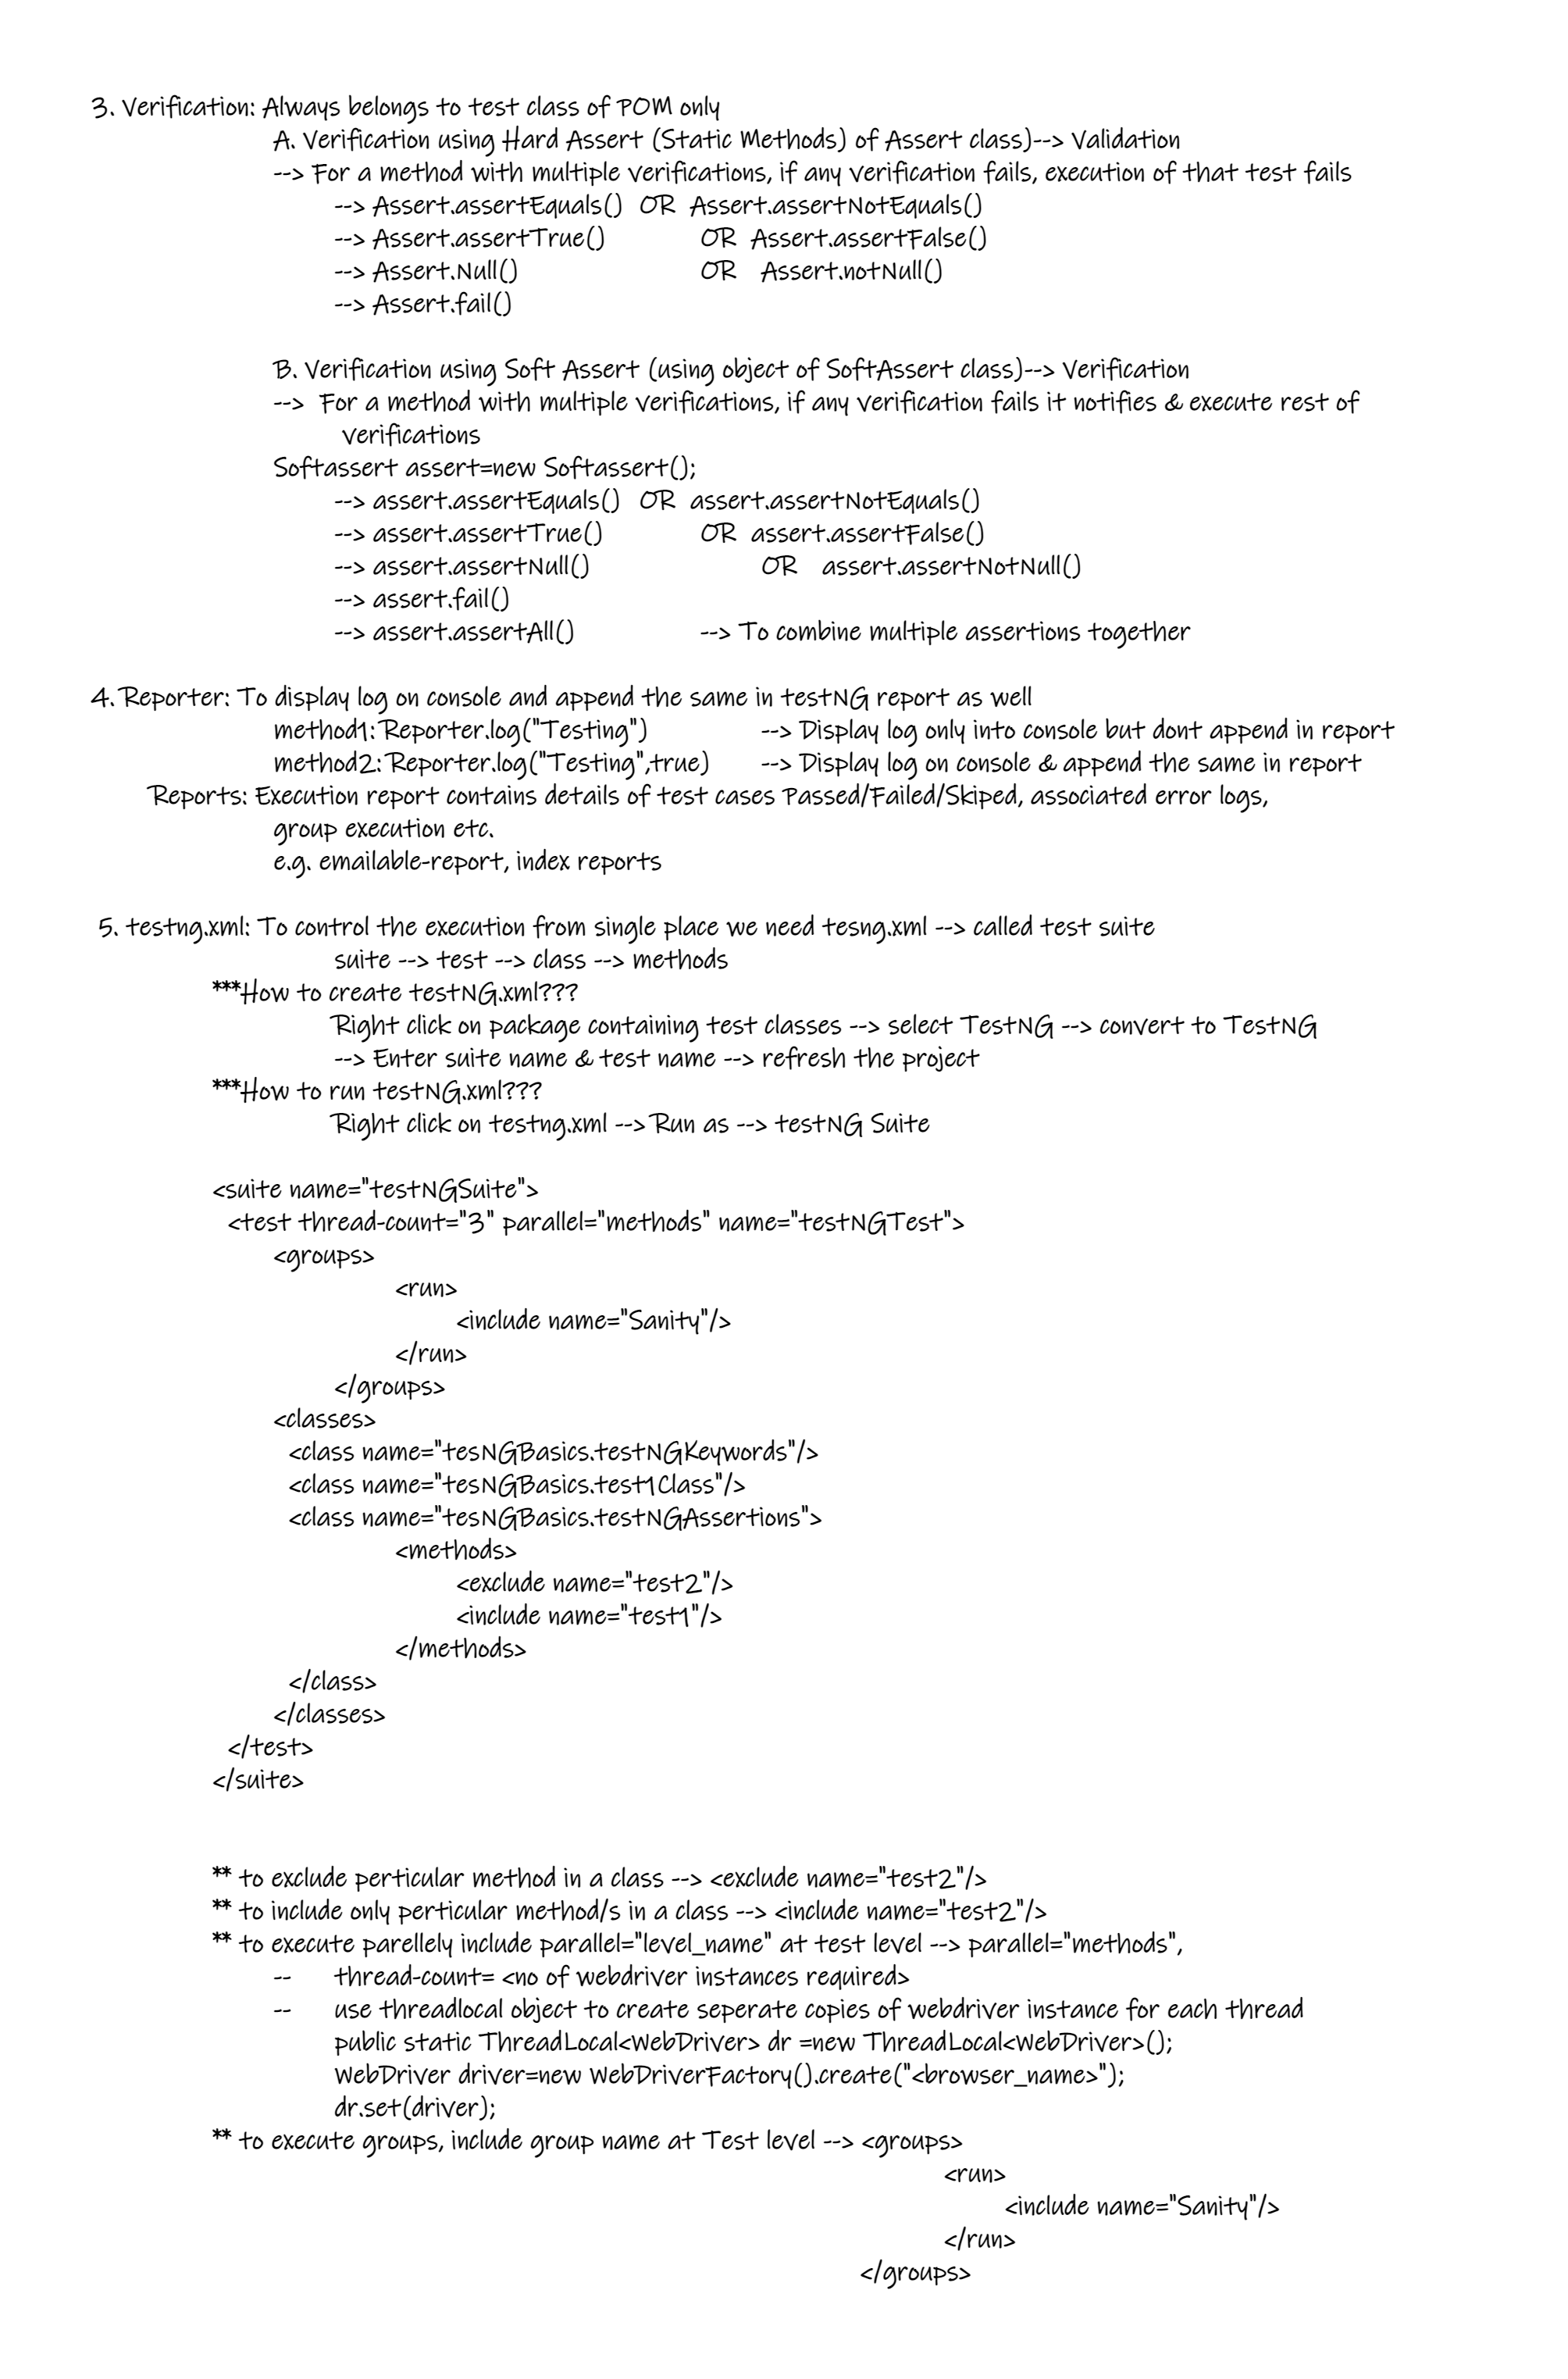 3. Verification: Always belongs to test class of POM only
A. Verification using Hard Assert (Static Methods) of Assert class)--> Validation
--> For a method with multiple verifications, if any verification fails, execution of that test fails
--> Assert.assertEquals() OR Assert.assertNotEquals()
--> Assert.assertTrue() OR Assert.assertFalse()
--> Assert.Null() OR Assert.notNull()
--> Assert.fail()
B. Verification using Soft Assert (using object of SoftAssert class)--> Verification
--> For a method with multiple verifications, if any verification fails it notifies & execute rest of
verifications
Softassert assert=new Softassert();
--> assert.assertEquals() OR assert.assertNotEquals()
--> assert.assertTrue() OR assert.assertFalse()
--> assert.assertNull() OR assert.assertNotNull()
--> assert.fail()
--> assert.assertAll() --> To combine multiple assertions together
4. Reporter: To display log on console and append the same in testNG report as well
method1: Reporter.log("Testing") --> Display log only into console but dont append in report
method2: Reporter.log("Testing",true) --> Display log on console & append the same in report
Reports: Execution report contains details of test cases Passed/Failed/Skiped, associated error logs,
group execution etc.
e.g. emailable-report, index reports
5. testng.xml: To control the execution from single place we need tesng.xml --> called test suite
suite --> test --> class --> methods
***How to create testNG.xml???
Right click on package containing test classes --> select TestNG --> convert to TestNG
--> Enter suite name & test name --> refresh the project
***How to run testNG.xml???
Right click on testng.xml --> Run as --> testNG Suite
<suite name="testNGSuite">
<test thread-count="3" parallel="methods" name="testNGTest">
<groups>
<run>
<include name="Sanity"/>
</run>
</groups>
<classes>
<class name="tesNGBasics.testNGKeywords"/>
<class name="tesNGBasics.test1Class"/>
<class name="tesNGBasics.testNGAssertions">
<methods>
<exclude name="test2"/>
<include name="test1"/>
</methods>
</class>
</classes>
</test>
</suite>
** to exclude perticular method in a class --> <exclude name="test2"/>
** to include only perticular method/s in a class --> <include name="test2"/>
** to execute parellely include parallel="level_name" at test level --> parallel="methods",
-- thread-count= <no of webdriver instances required>
-- use threadlocal object to create seperate copies of webdriver instance for each thread
public static ThreadLocal<WebDriver> dr =new ThreadLocal<WebDriver>();
WebDriver driver=new WebDriverFactory().create("<browser_name>");
dr.set(driver);
** to execute groups, include group name at Test level --> <groups>
<run>
<include name="Sanity"/>
</run>
</groups>